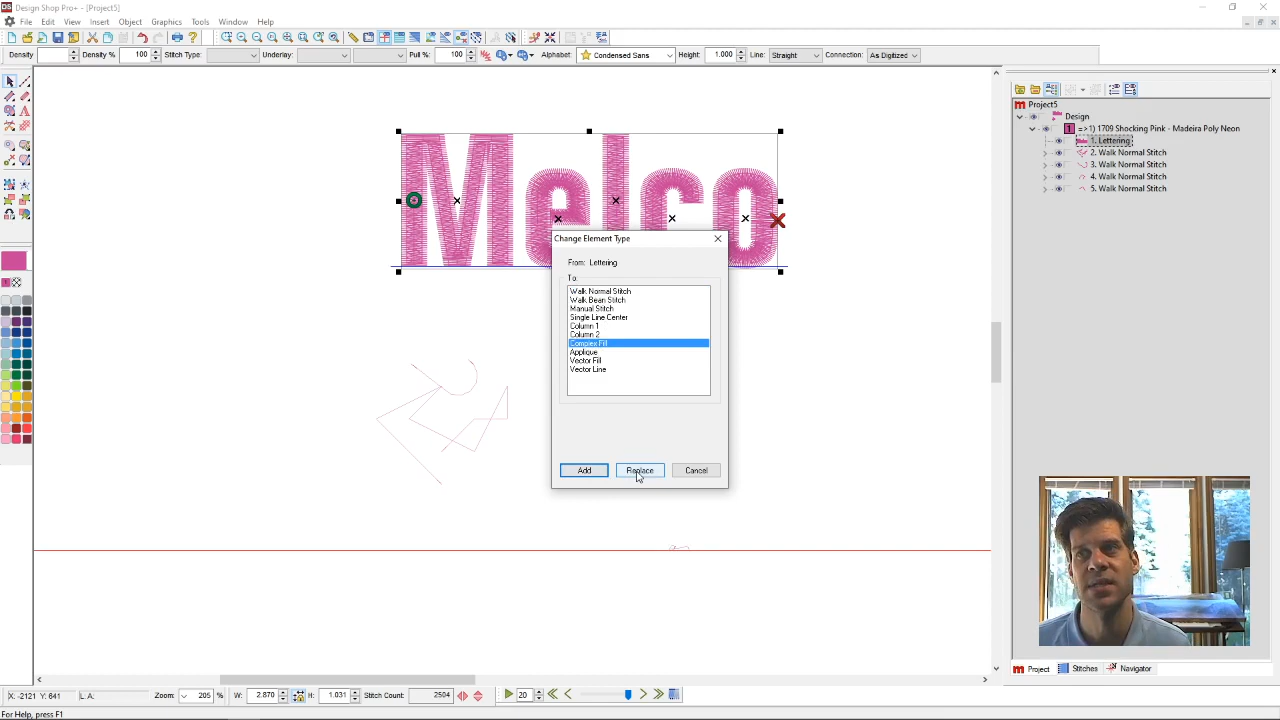 Design Shop Pro+ - [Project5]
File Edit View Insert Object Graphics Tools Window Help
Density Density % 100 Stitch Type: Underlay: Pull % 100 Alphabet: Condensed Sans Height: 1.000 Line: Straight Connection: As Digitized
Project5
Design
=>1) 1709 Shocking Pink - Madeira Poly Neon
1. Lettering
2. Walk Normal Stitch
3. Walk Normal Stitch
4. Walk Normal Stitch
5. Walk Normal Stitch
Melco
Change Element Type
From: Lettering
To:
Walk Normal Stitch
Walk Bean Stitch
Manual Stitch
Single Line Center
Column 1
Column 2
Complex Fill
Applique
Vector Fill
Vector Line
Add Replace Cancel
Project Stitches Navigator
X: -2121 Y: 641 L: A: Zoom: 205 % W: 2.870 H: 1.031 Stitch Count: 2504 20
For Help, press F1